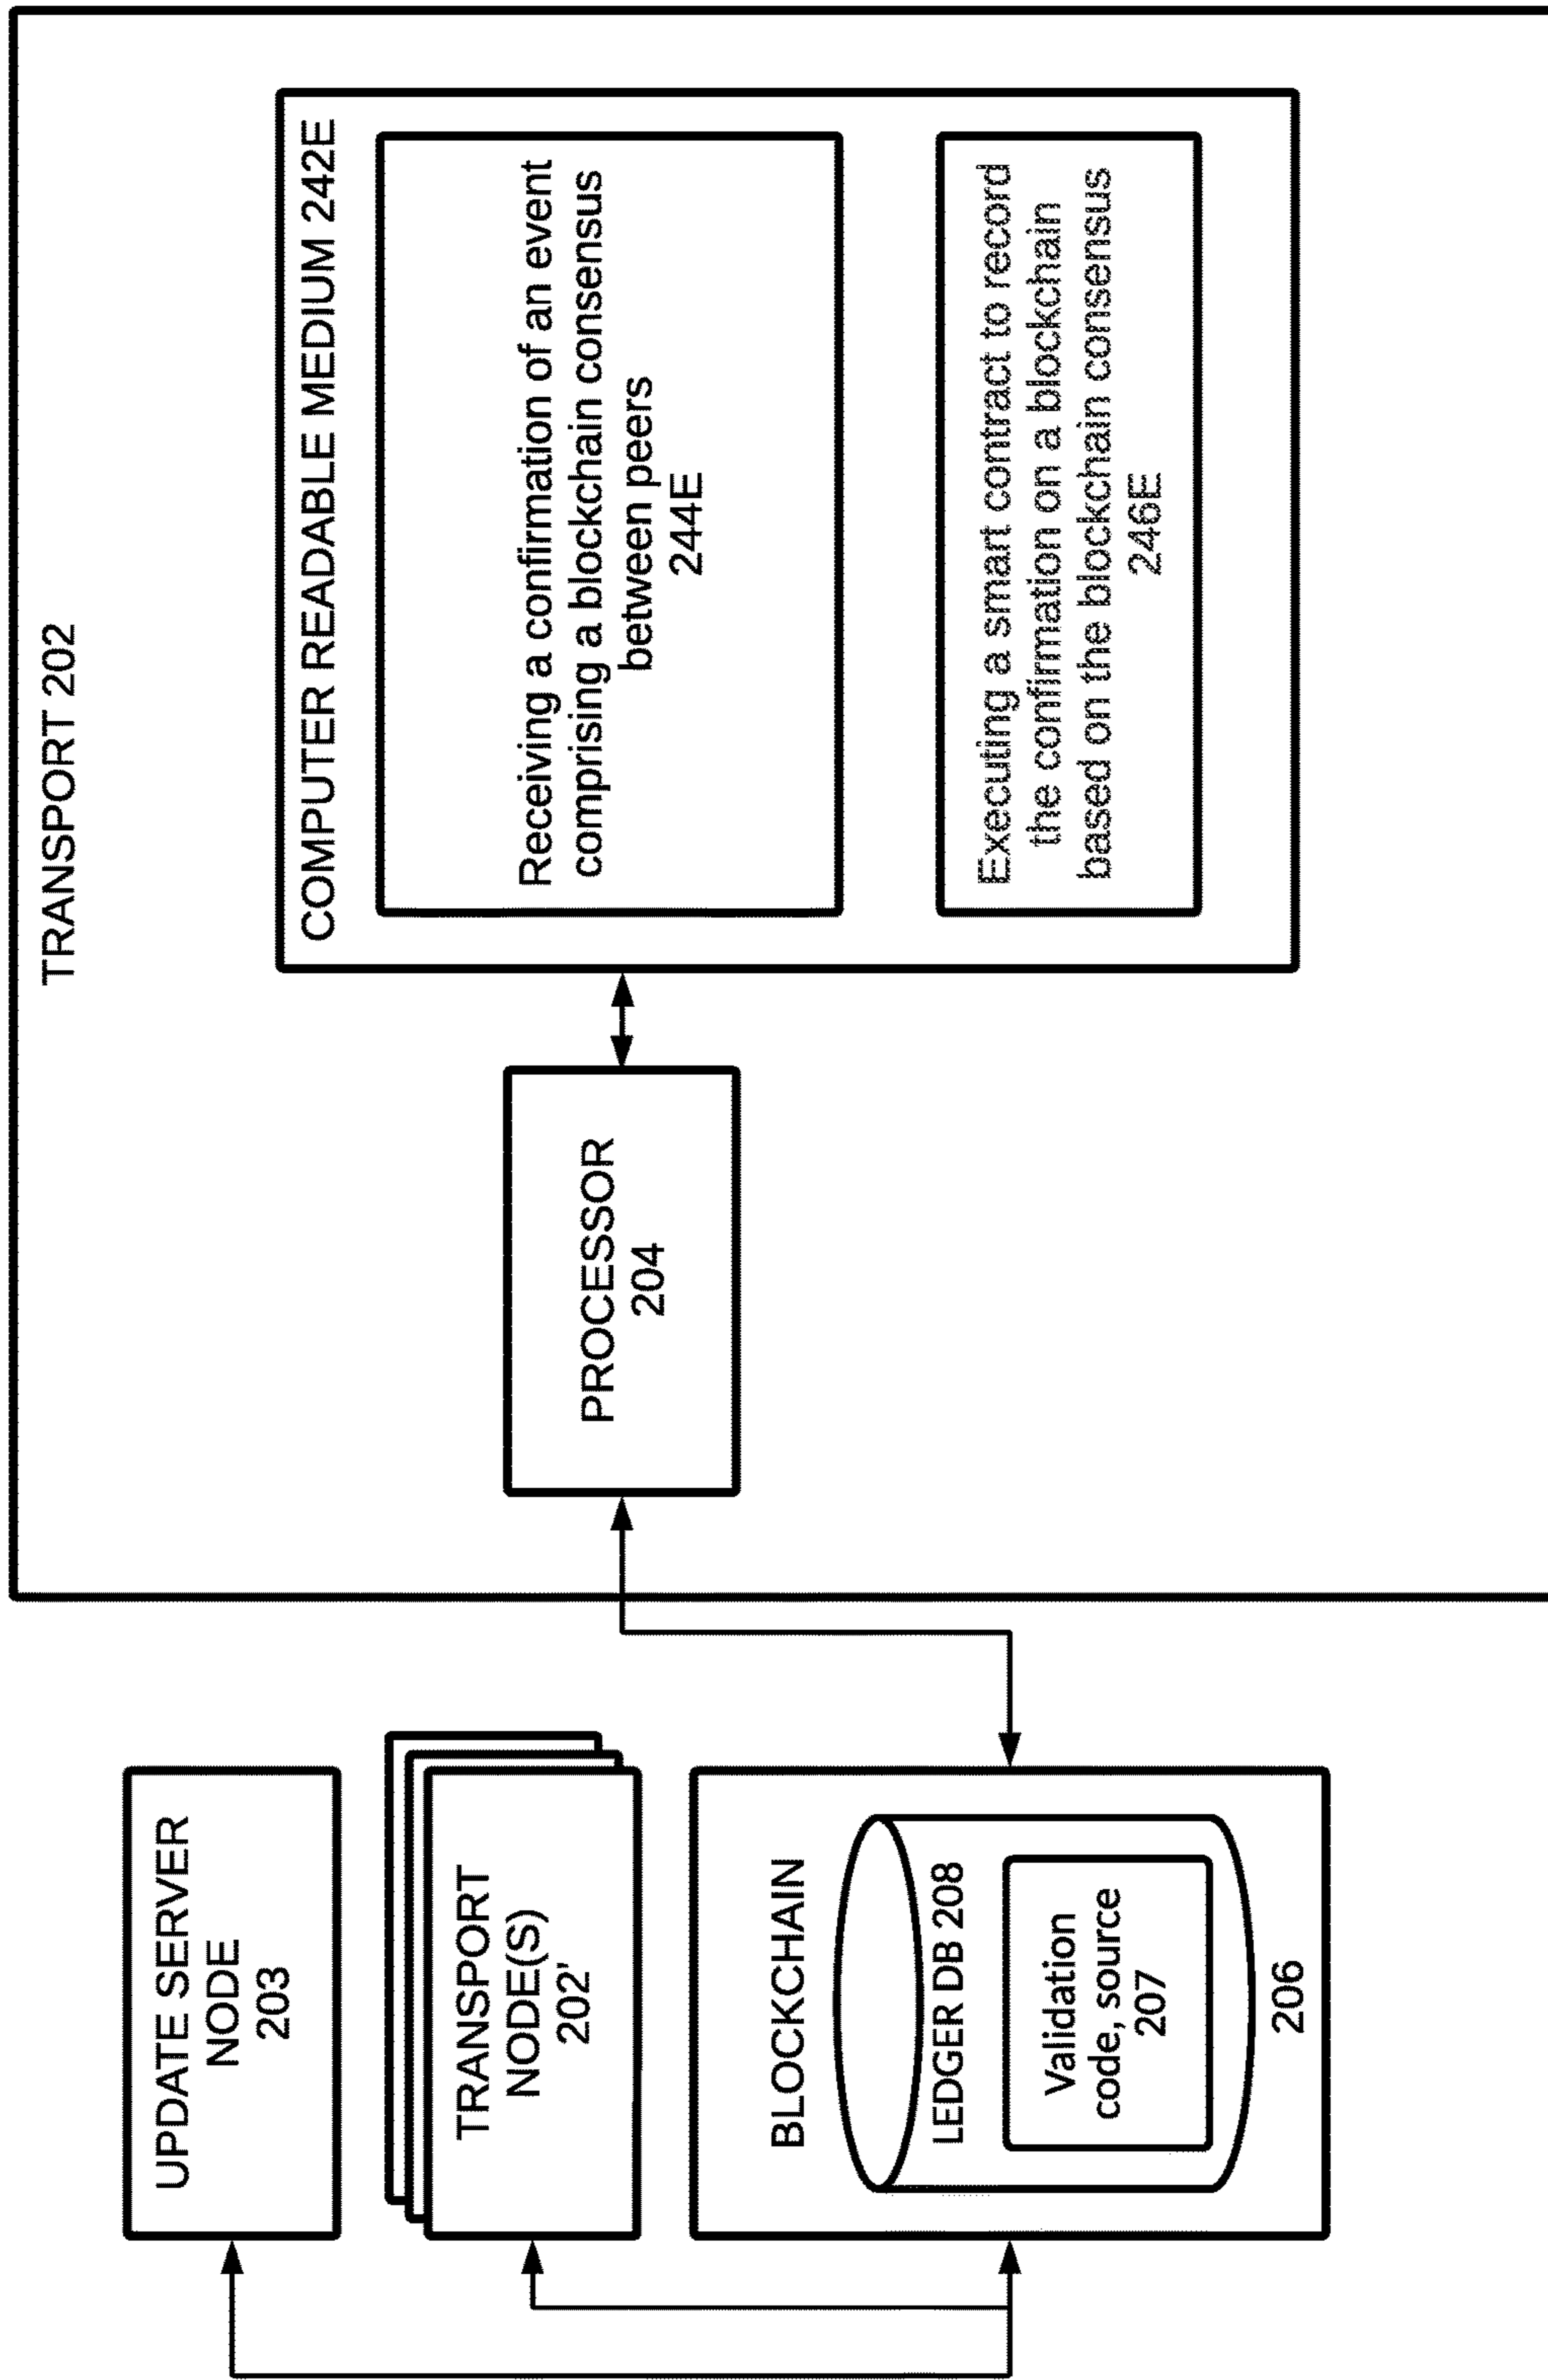 UPDATE SERVER
NODE
203
TRANSPORT
NODE(S)
202'
BLOCKCHAIN
LEDGER DB 208
Validation
code, source
207
206
TRANSPORT 202
PROCESSOR
204
COMPUTER READABLE MEDIUM 242E
Receiving a confirmation of an event
comprising a blockchain consensus
between peers
244E
Executing a smart contract to record
the confirmation on a blockchain
based on the blockchain consensus
246E